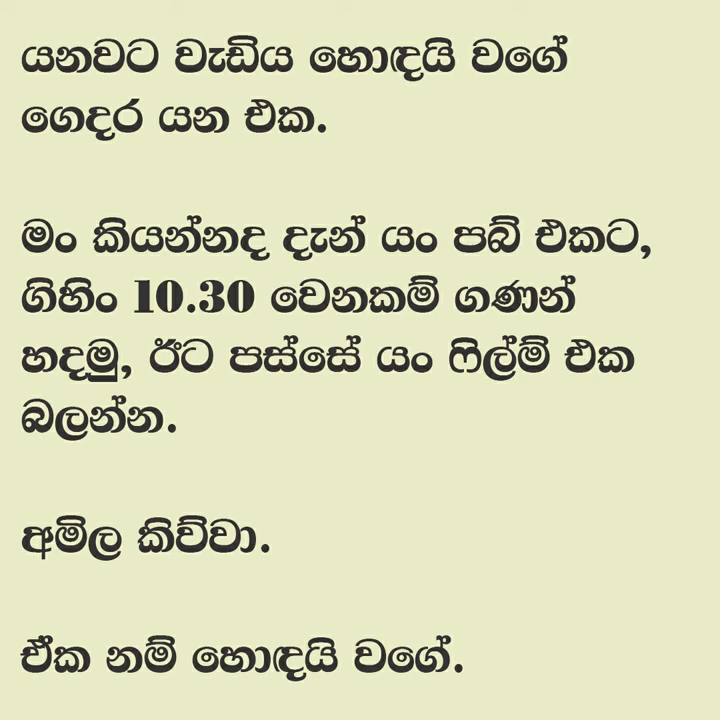 යනවට වැඩිය හොඳයි වගේ
ගෙදර යන එක.
මං කියන්නද දැන් යං පබ් එකට,
ගිහිං 10.30 වෙනකම් ගණන්
හදමු, ඊට පස්සේ යං ෆිල්ම් එක
බලන්න.
අමිල කිව්වා.
ඒක නම් හොඳයි වගේ.